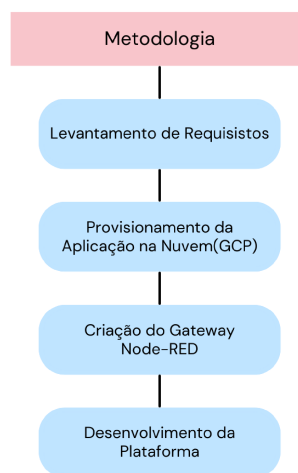 Metodologia
Levantamento de Requisistos
Provisionamento da
Aplicação na Nuvem(GCP)
Criação do Gateway
Node-RED
Desenvolvimento da
Plataforma